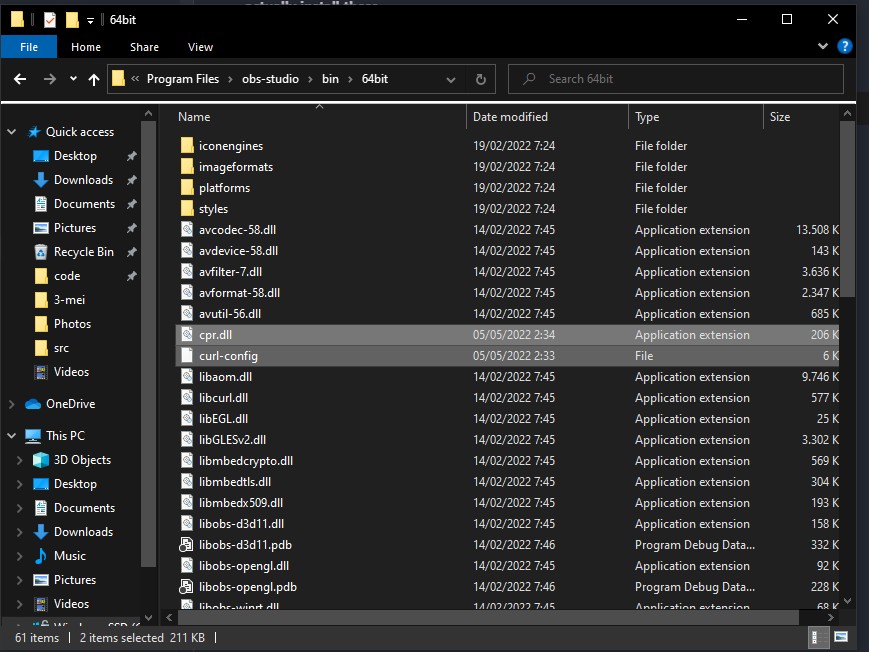 64bit
File Home Share View
« Program Files › obs-studio › bin › 64bit
Search 64bit
Name Date modified Type Size
Quick access
Desktop
Downloads
Documents
Pictures
Recycle Bin
code
3-mei
Photos
src
Videos
OneDrive
This PC
3D Objects
Desktop
Documents
Downloads
Music
Pictures
Videos
iconengines 19/02/2022 7:24 File folder
imageformats 19/02/2022 7:24 File folder
platforms 19/02/2022 7:24 File folder
styles 19/02/2022 7:24 File folder
avcodec-58.dll 14/02/2022 7:45 Application extension 13.508 K
avdevice-58.dll 14/02/2022 7:45 Application extension 143 K
avfilter-7.dll 14/02/2022 7:45 Application extension 3.636 K
avformat-58.dll 14/02/2022 7:45 Application extension 2.347 K
avutil-56.dll 14/02/2022 7:45 Application extension 685 K
cpr.dll 05/05/2022 2:34 Application extension 206 K
curl-config 05/05/2022 2:33 File 6 K
libaom.dll 14/02/2022 7:45 Application extension 9.746 K
libcurl.dll 14/02/2022 7:45 Application extension 577 K
libEGL.dll 14/02/2022 7:45 Application extension 25 K
libGLESv2.dll 14/02/2022 7:45 Application extension 3.302 K
libmbedcrypto.dll 14/02/2022 7:45 Application extension 569 K
libmbedtls.dll 14/02/2022 7:45 Application extension 304 K
libmbedx509.dll 14/02/2022 7:45 Application extension 193 K
libobs-d3d11.dll 14/02/2022 7:45 Application extension 158 K
libobs-d3d11.pdb 14/02/2022 7:46 Program Debug Data... 332 K
libobs-opengl.dll 14/02/2022 7:45 Application extension 92 K
libobs-opengl.pdb 14/02/2022 7:46 Program Debug Data... 228 K
libobs-winrt.dll 14/02/2022 7:45 Application extension 68 K
61 items 2 items selected 211 KB